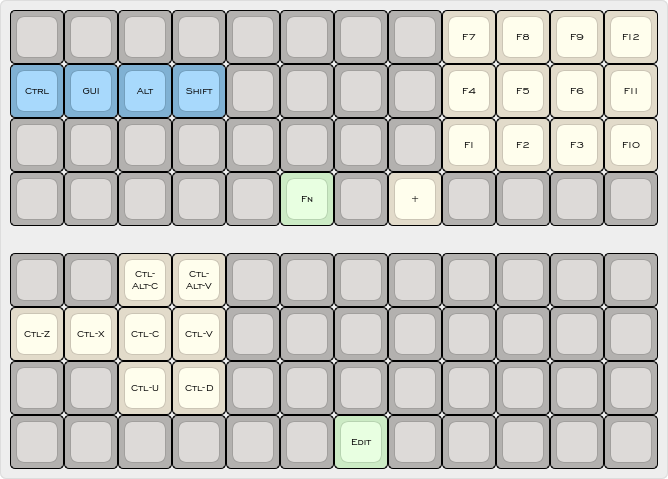 F7 F8 F9 F12
Ctrl GUI Alt Shift F4 F5 F6 F11
F1 F2 F3 F10
Fn +
Ctl-Alt-C Ctl-Alt-V
Ctl-Z Ctl-X Ctl-C Ctl-V
Ctl-U Ctl-D
Edit